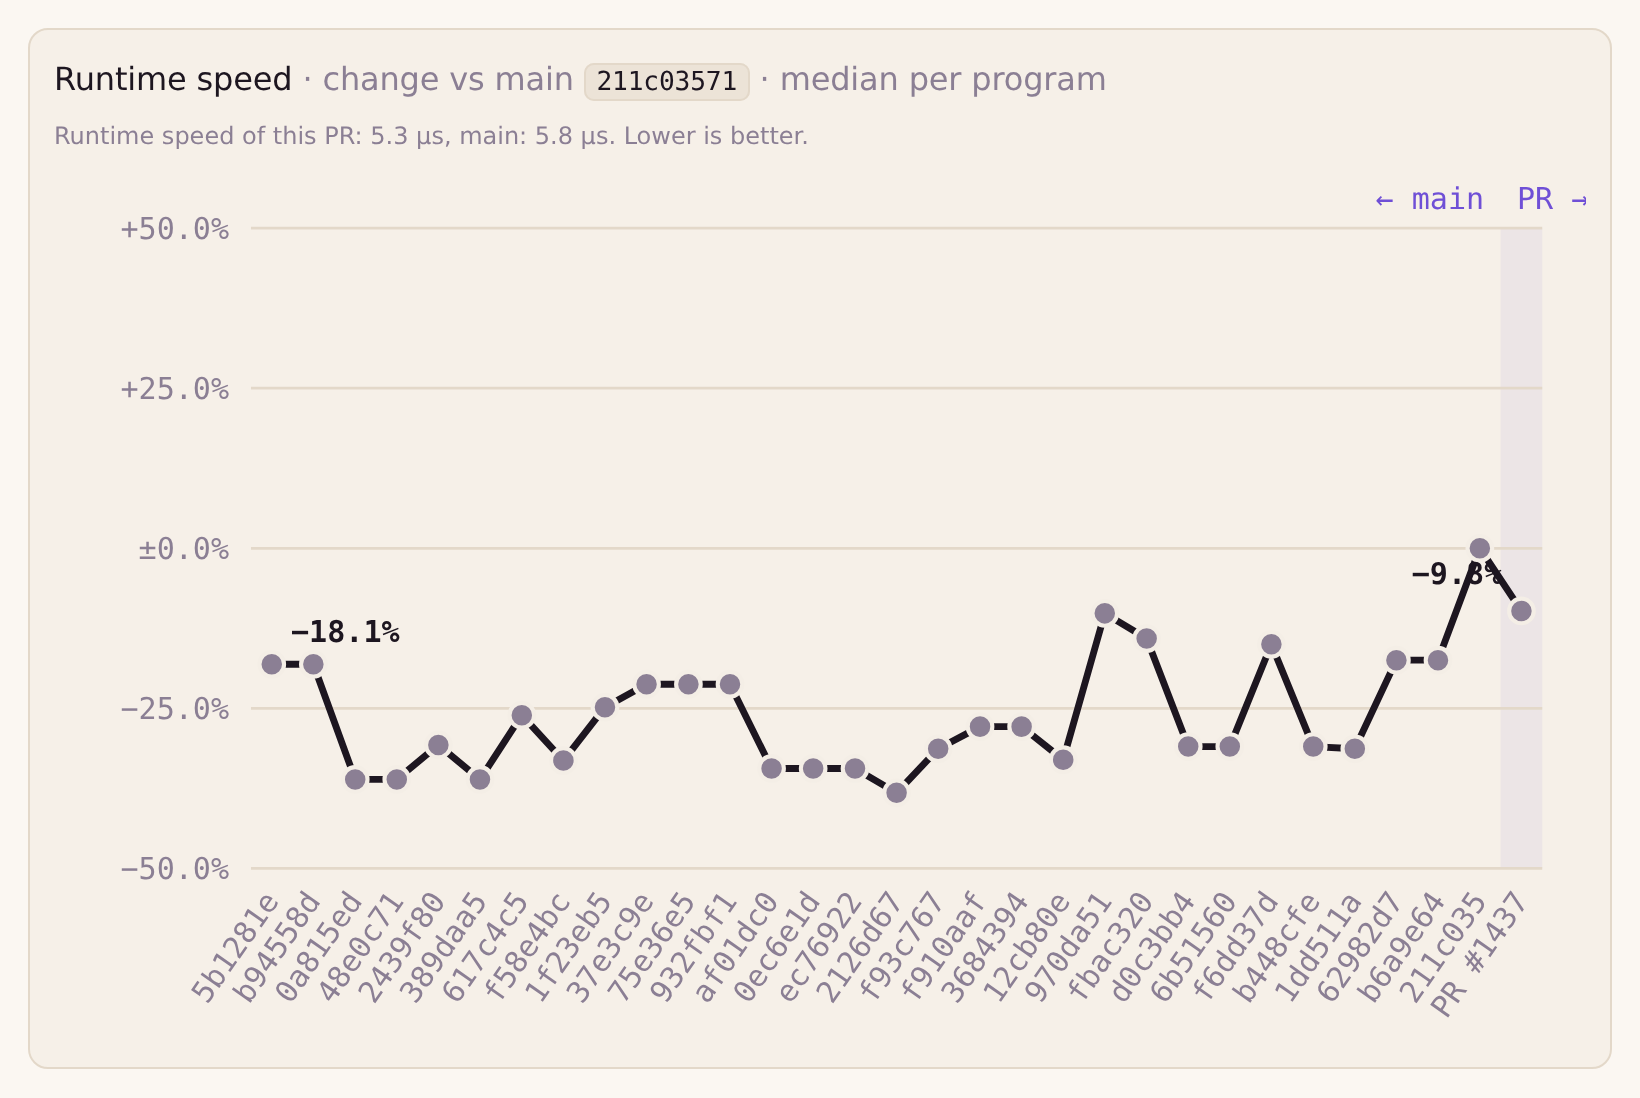 Runtime speed · change vs main 211c03571 · median per program
Runtime speed of this PR: 5.3 µs, main: 5.8 µs. Lower is better.
← main PR →
+50.0%
+25.0%
±0.0%
−9.8%
−18.1%
−25.0%
−50.0%
5b1281e
b94558d
0a815ed
48e0c71
2439f80
389daa5
617c4c5
f58e4bc
1f23eb5
37e3c9e
75e36e5
932fbf1
af01dc0
0ec6e1d
ec76922
2126d67
f93c767
f910aaf
3684394
12cb80e
970da51
fbac320
d0c3bb4
6b51560
f6dd37d
b448cfe
1dd511a
62982d7
b6a9e64
211c035
PR #1437